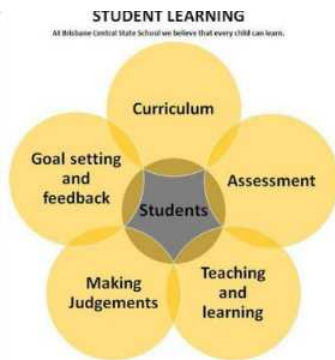 STUDENT LEARNING
At Brisbane Central State School we believe that every child can learn.
Curriculum
Goal setting
and
feedback
Assessment
Students
Making
Judgements
Teaching
and
learning